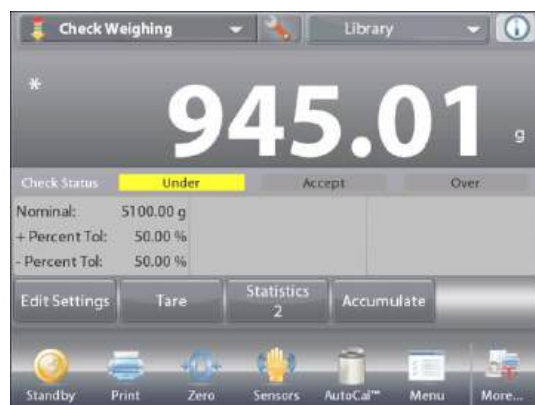 Check Weighing Library
* 945.01 g
Check Status Under Accept Over
Nominal: 5100.00 g
+ Percent Tol: 50.00 %
- Percent Tol: 50.00 %
Edit Settings Tare Statistics 2 Accumulate
Standby Print Zero Sensors AutoCal™ Menu More...